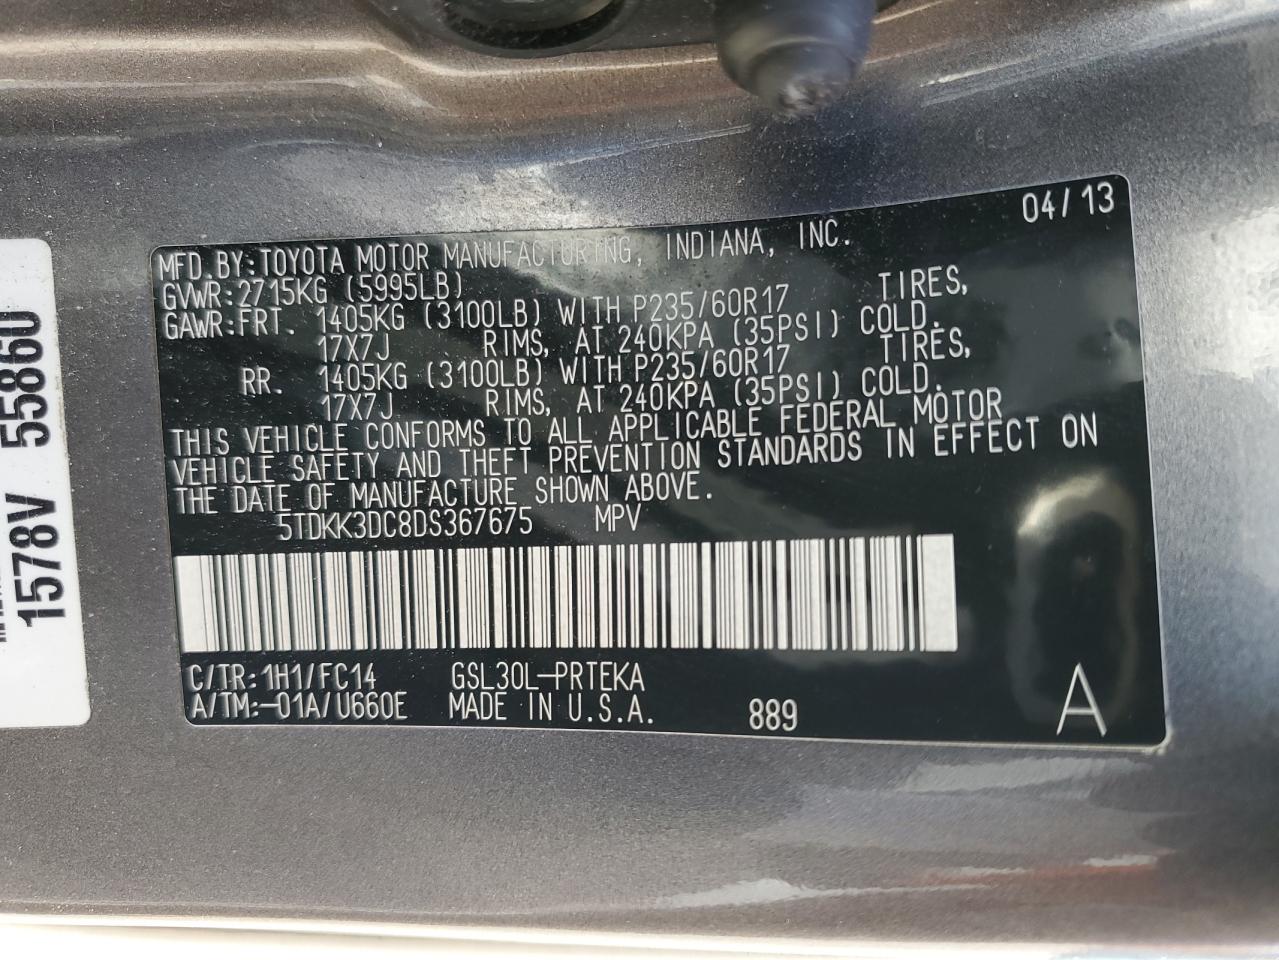 04/13
MFD.BY:TOYOTA MOTOR MANUFACTURING, INDIANA, INC.
GVWR:2715KG (5995LB)
GAWR:FRT. 1405KG (3100LB) WITH P235/60R17 TIRES,
17X7J RIMS, AT 240KPA (35PSI) COLD.
RR. 1405KG (3100LB) WITH P235/60R17 TIRES,
17X7J RIMS, AT 240KPA (35PSI) COLD.
THIS VEHICLE CONFORMS TO ALL APPLICABLE FEDERAL MOTOR
VEHICLE SAFETY AND THEFT PREVENTION STANDARDS IN EFFECT ON
THE DATE OF MANUFACTURE SHOWN ABOVE.
5TDKK3DC8DS367675 MPV
C/TR:1H1/FC14 GSL30L-PRTEKA
A/TM:-01A/U660E MADE IN U.S.A. 889 A
1578V 55860